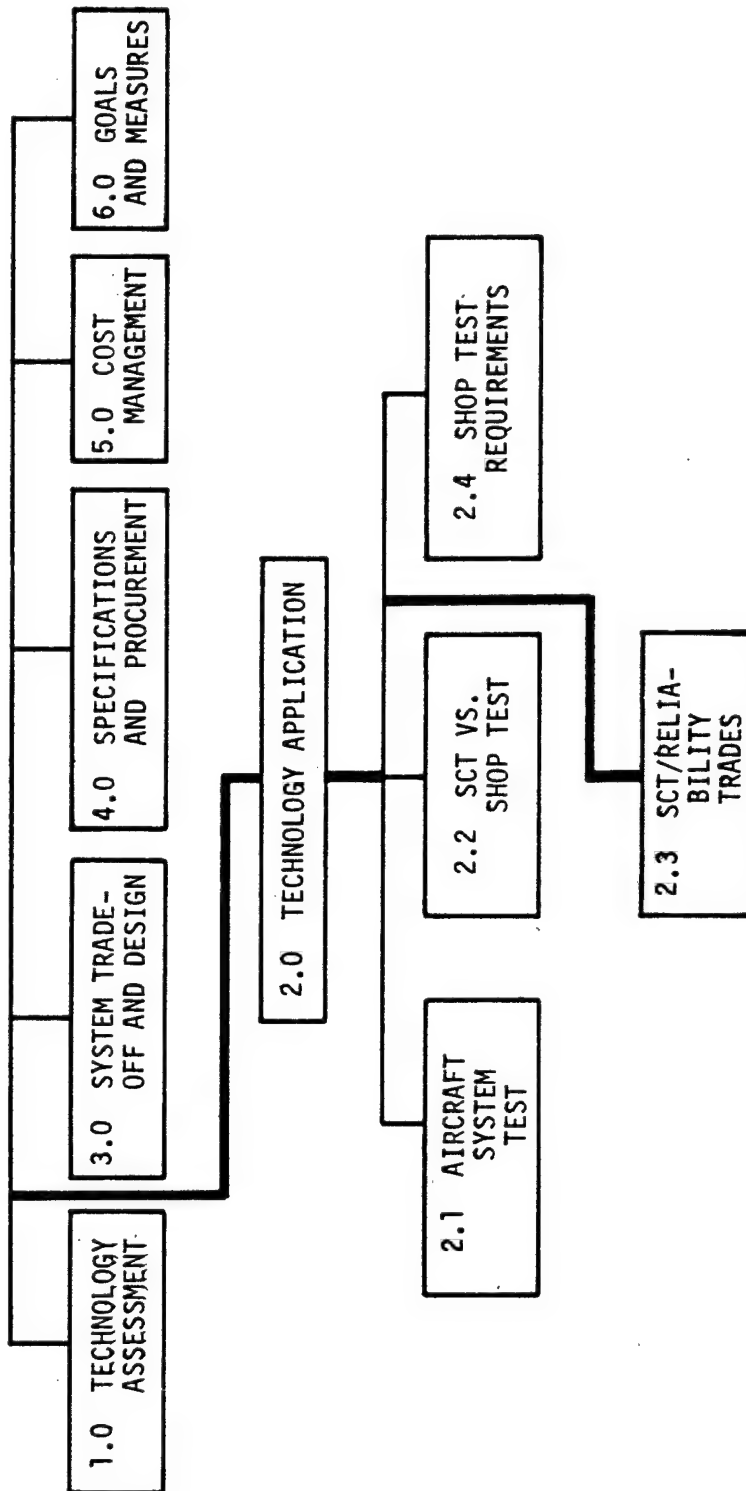 1.0 TECHNOLOGY
ASSESSMENT
3.0 SYSTEM TRADE-
OFF AND DESIGN
4.0 SPECIFICATIONS
AND PROCUREMENT
5.0 COST
MANAGEMENT
6.0 GOALS
AND MEASURES
2.0 TECHNOLOGY APPLICATION
2.1 AIRCRAFT
SYSTEM
TEST
2.2 SCT VS.
SHOP TEST
2.4 SHOP TEST
REQUIREMENTS
2.3 SCT/RELIA-
BILITY
TRADES